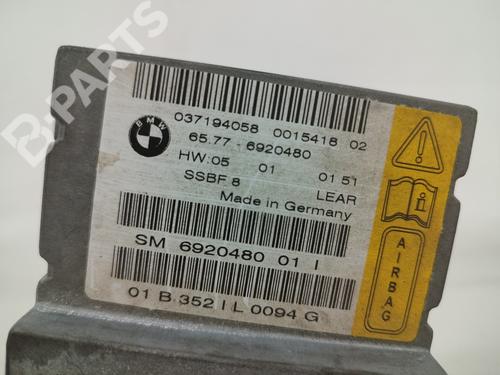 B-PARTS
BMW
037194058 0015418 02
65.77 - 6920480
HW:05 01 01 51
SSBF 8 LEAR
Made in Germany
SM 6920480 01 I
01 B 352 I L 0094 G
AIRBAG